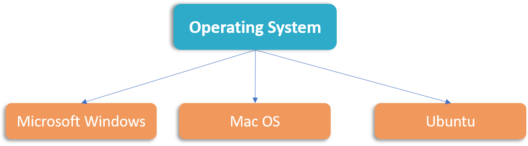 Operating System
Microsoft Windows
Mac OS
Ubuntu